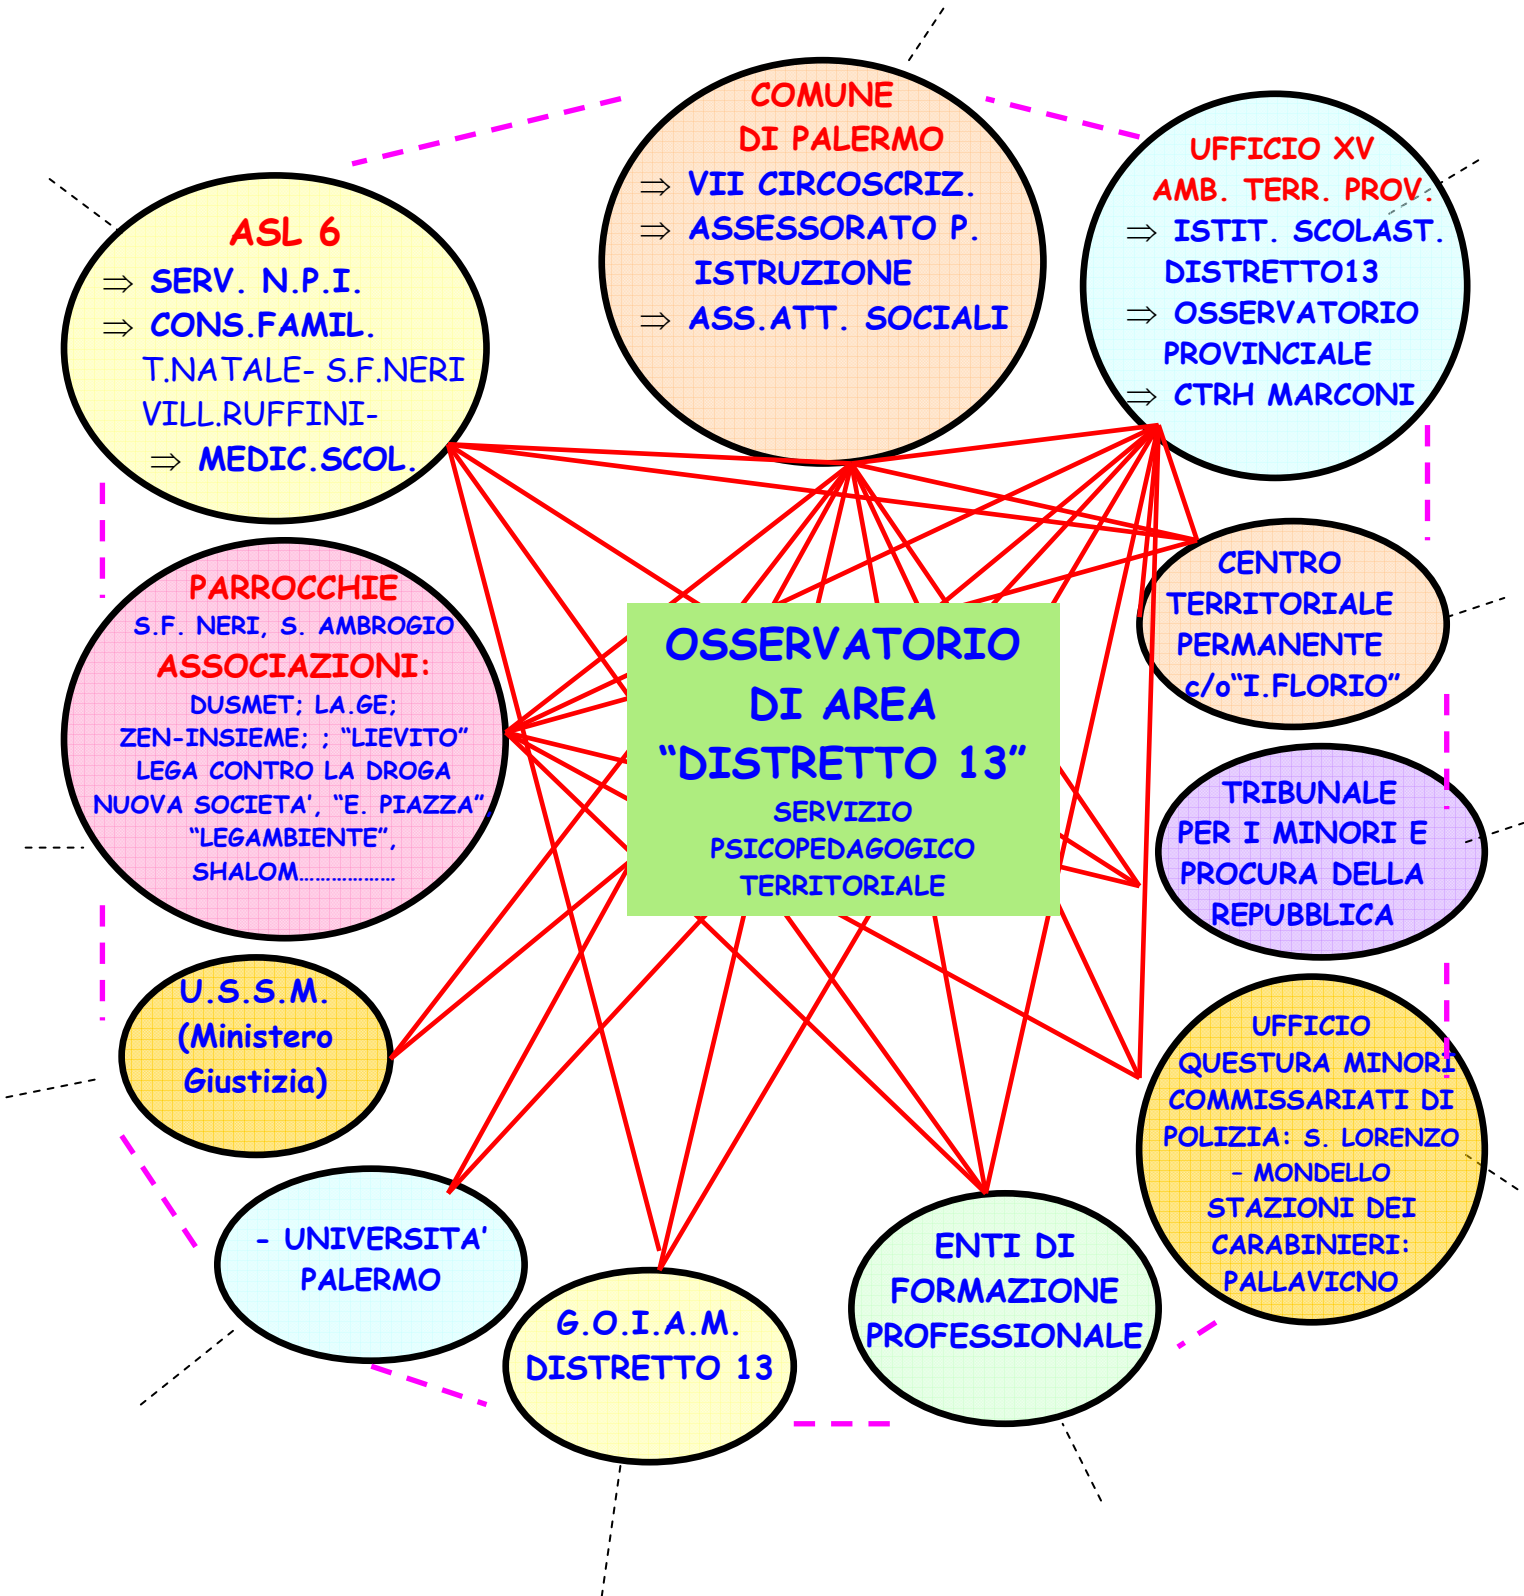 COMUNE
DI PALERMO
⇒ VII CIRCOSCRIZ.
⇒ ASSESSORATO P.
ISTRUZIONE
⇒ ASS.ATT. SOCIALI
UFFICIO XV
AMB. TERR. PROV.
⇒ ISTIT. SCOLAST.
DISTRETTO13
⇒ OSSERVATORIO
PROVINCIALE
⇒ CTRH MARCONI
ASL 6
⇒ SERV. N.P.I.
⇒ CONS.FAMIL.
T.NATALE- S.F.NERI
VILL.RUFFINI-
⇒ MEDIC.SCOL.
PARROCCHIE
S.F. NERI, S. AMBROGIO
ASSOCIAZIONI:
DUSMET; LA.GE;
ZEN-INSIEME; ; “LIEVITO”
LEGA CONTRO LA DROGA
NUOVA SOCIETA’, “E. PIAZZA”,
“LEGAMBIENTE”,
SHALOM………………
OSSERVATORIO
DI AREA
“DISTRETTO 13”
SERVIZIO
PSICOPEDAGOGICO
TERRITORIALE
CENTRO
TERRITORIALE
PERMANENTE
c/o“I.FLORIO”
TRIBUNALE
PER I MINORI E
PROCURA DELLA
REPUBBLICA
U.S.S.M.
(Ministero
Giustizia)
UFFICIO
QUESTURA MINORI
COMMISSARIATI DI
POLIZIA: S. LORENZO
– MONDELLO
STAZIONI DEI
CARABINIERI:
PALLAVICNO
- UNIVERSITA’
PALERMO
G.O.I.A.M.
DISTRETTO 13
ENTI DI
FORMAZIONE
PROFESSIONALE